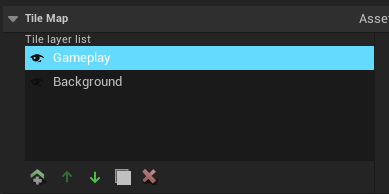 Tile Map Asse
Tile layer list
Gameplay
Background